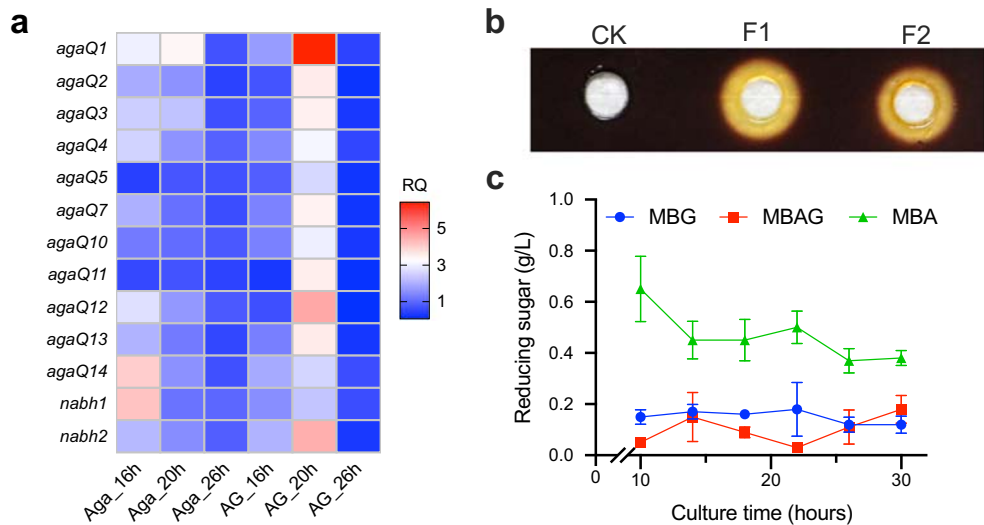 a
agaQ1
agaQ2
agaQ3
agaQ4
agaQ5
agaQ7
agaQ10
agaQ11
agaQ12
agaQ13
agaQ14
nabh1
nabh2
Aga_16h
Aga_20h
Aga_26h
AG_16h
AG_20h
AG_26h
RQ
5
3
1
b
CK
F1
F2
c
MBG
MBAG
MBA
Reducing sugar (g/L)
1.0
0.8
0.6
0.4
0.2
0.0
0
10
20
30
Culture time (hours)